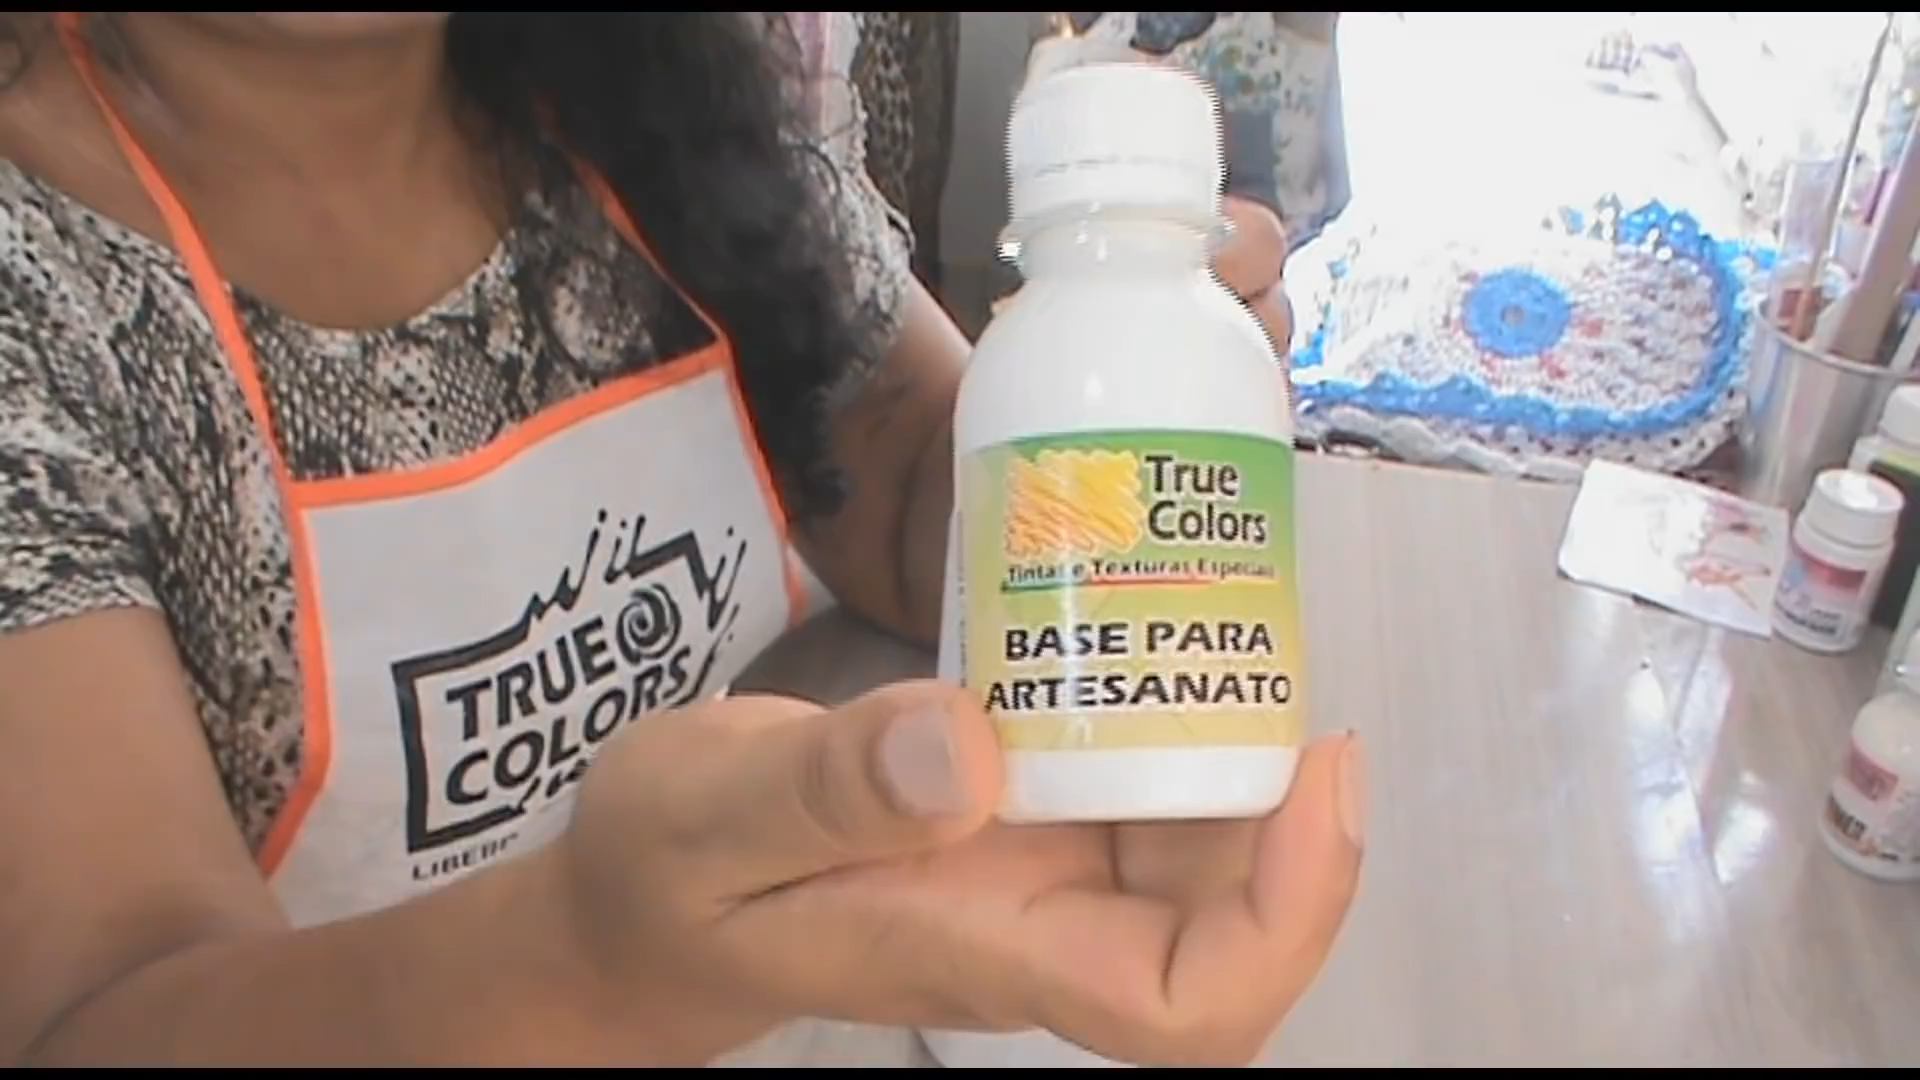 True
Colors
Tintas e Texturas Especiais
BASE PARA
ARTESANATO
TRUE
COLORS